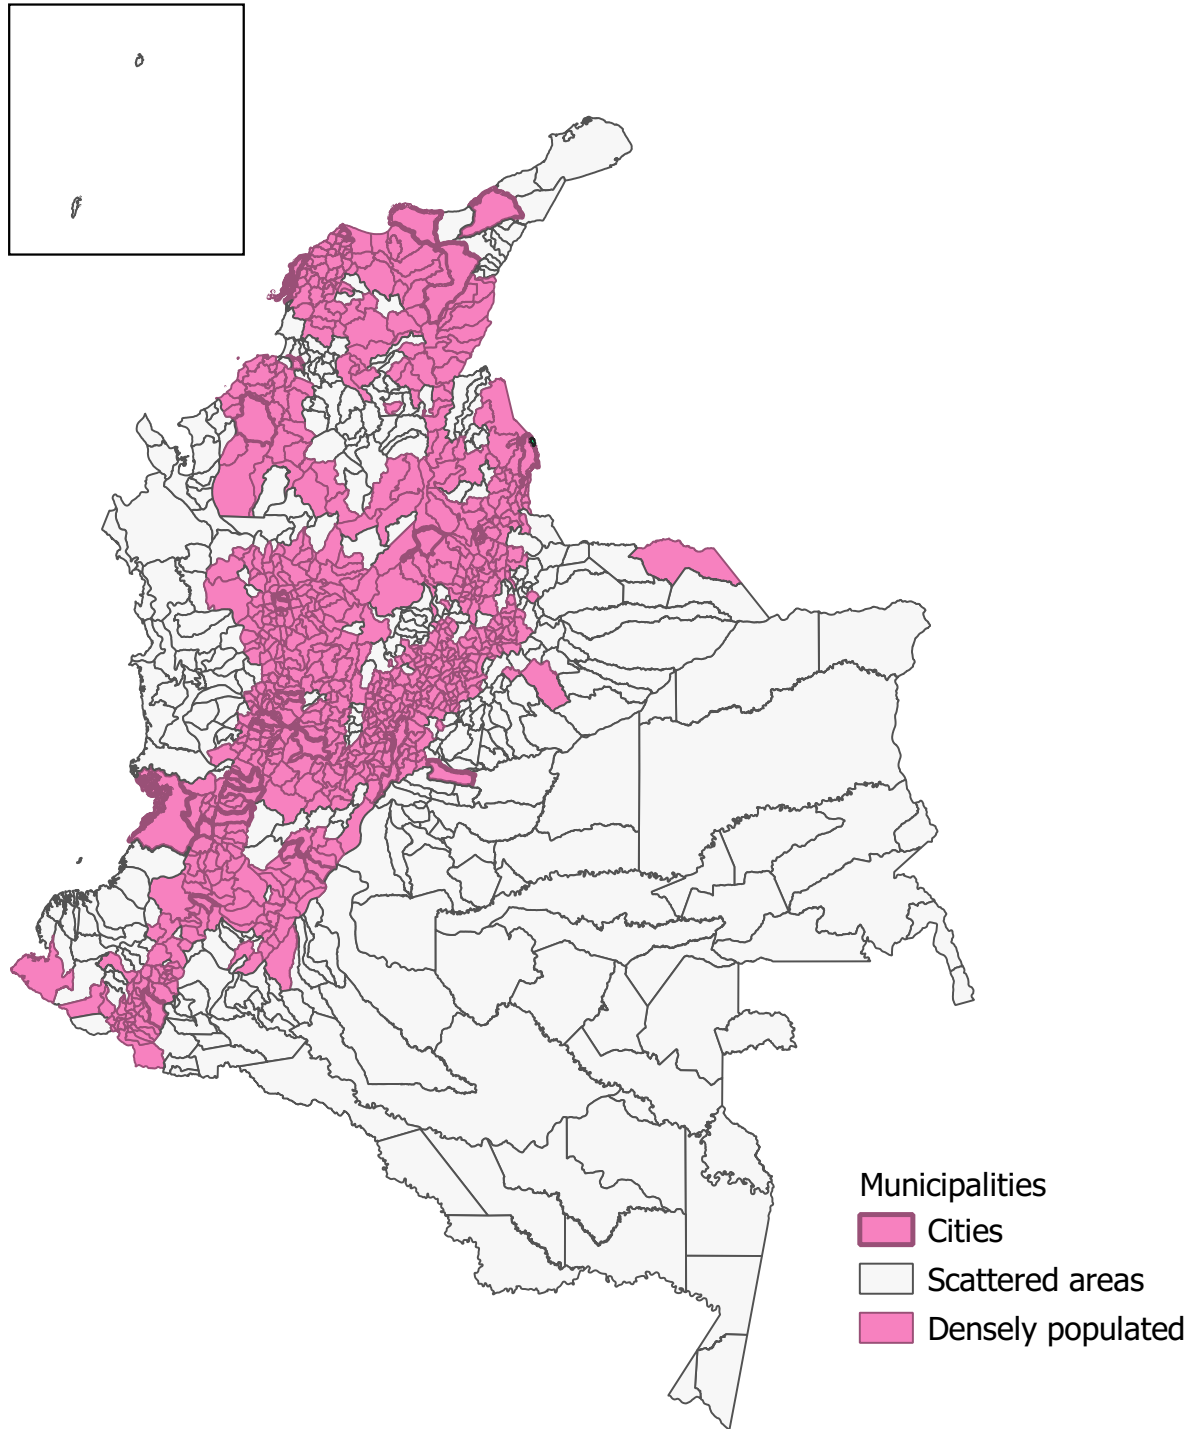 Municipalities
Cities
Scattered areas
Densely populated